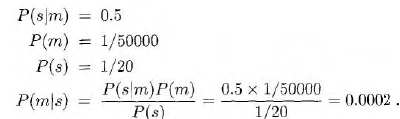 P(s|m) = 0.5
P(m) = 1/50000
P(s) = 1/20
P(m|s) = P(s|m)P(m) / P(s) = 0.5 × 1/50000 / 1/20 = 0.0002 .